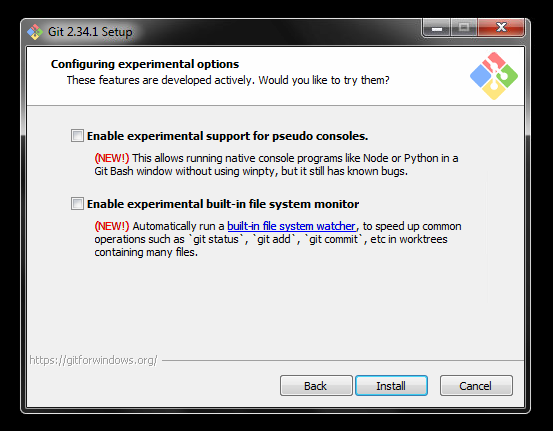 Git 2.34.1 Setup
Configuring experimental options
These features are developed actively. Would you like to try them?
Enable experimental support for pseudo consoles.
(NEW!) This allows running native console programs like Node or Python in a
Git Bash window without using winpty, but it still has known bugs.
Enable experimental built-in file system monitor
(NEW!) Automatically run a built-in file system watcher, to speed up common
operations such as `git status`, `git add`, `git commit`, etc in worktrees
containing many files.
https://gitforwindows.org/
Back
Install
Cancel